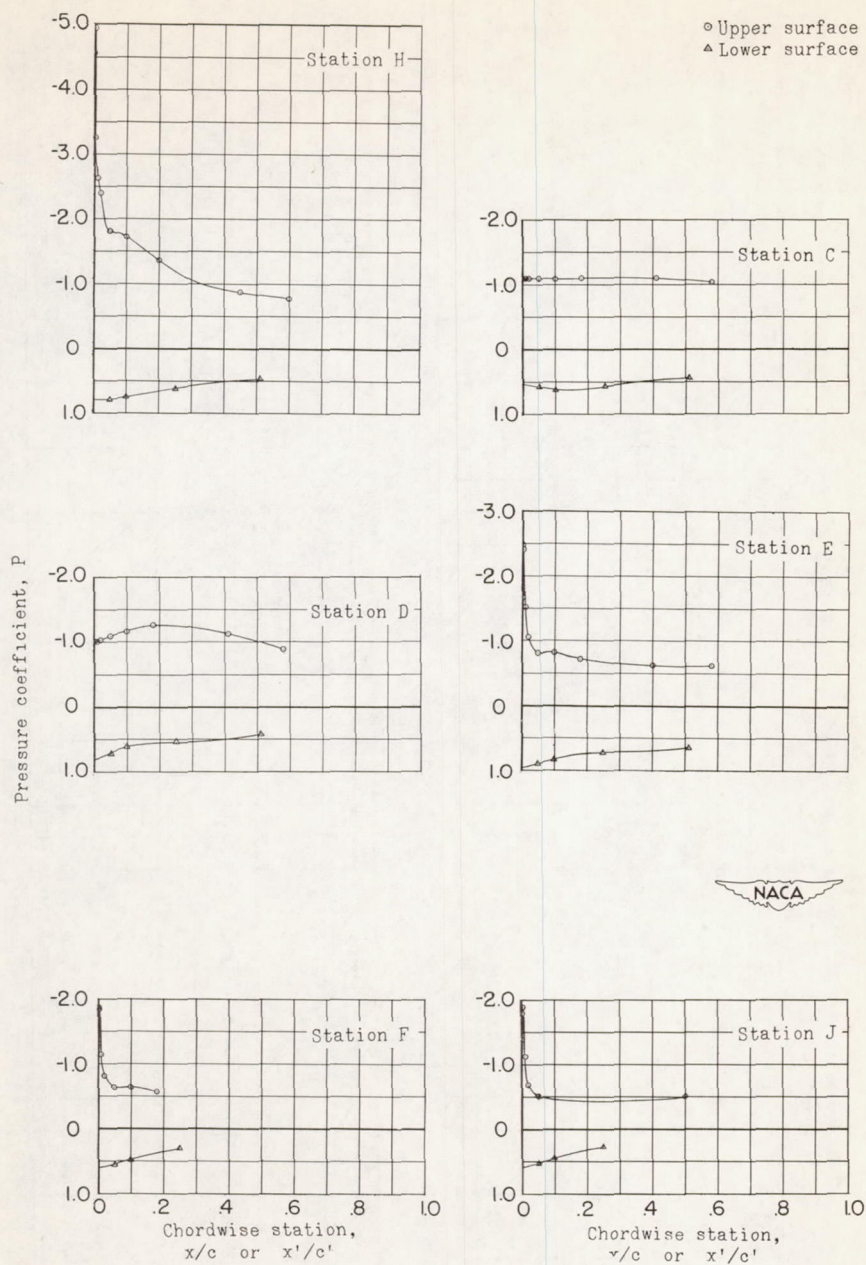 ○ Upper surface
△ Lower surface
-5.0
-4.0
-3.0
-2.0
-1.0
0
1.0
Station H
-2.0
-1.0
0
1.0
Station C
Pressure coefficient, P
-2.0
-1.0
0
1.0
Station D
-3.0
-2.0
-1.0
0
1.0
Station E
NACA
-2.0
-1.0
0
1.0
Station F
0 .2 .4 .6 .8 1.0
Chordwise station,
x/c or x'/c'
-2.0
-1.0
0
1.0
Station J
0 .2 .4 .6 .8 1.0
Chordwise station,
x/c or x'/c'